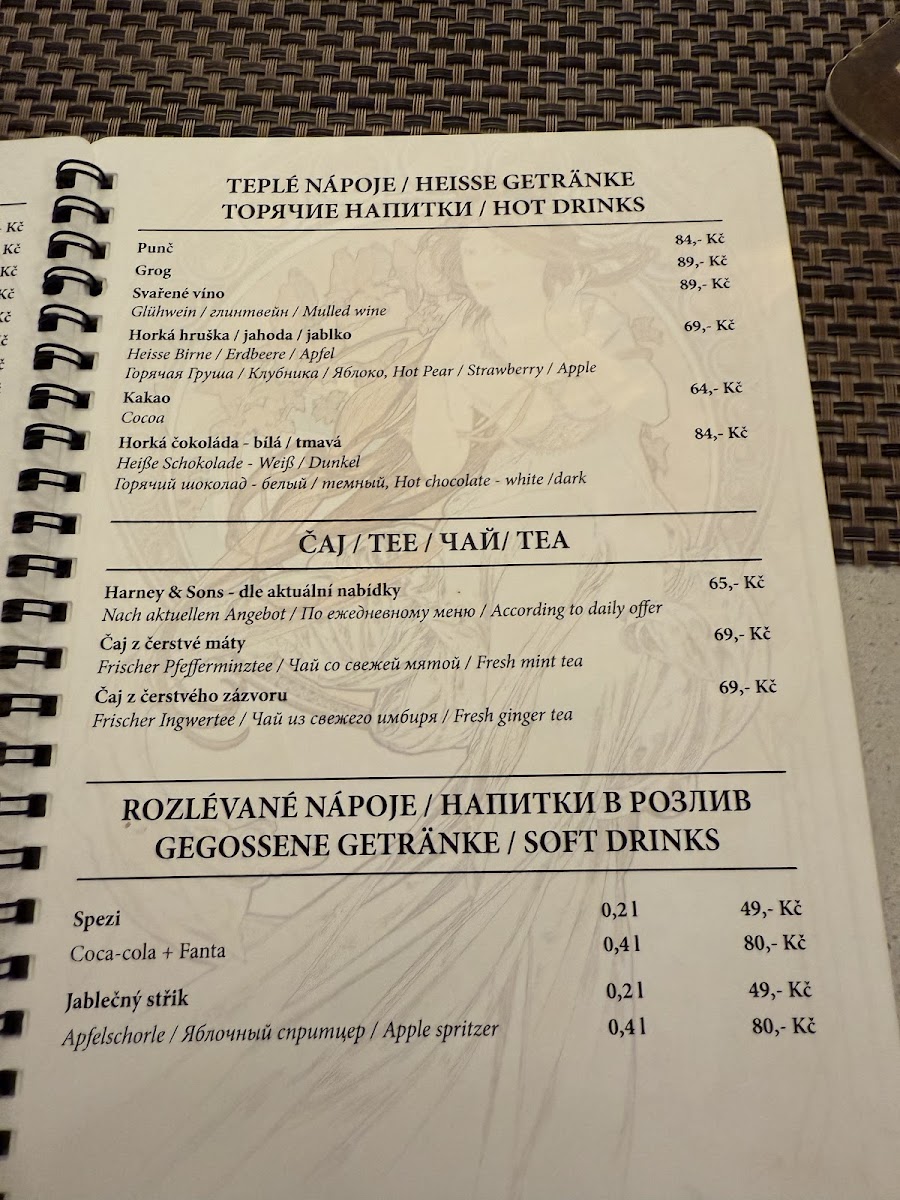 TEPLÉ NÁPOJE / HEISSE GETRÄNKE
ТОРЯЧИЕ НАПИТКИ / HOT DRINKS
Punč 84,- Kč
Grog 89,- Kč
Svařené víno 89,- Kč
Glühwein / глинтвейн / Mulled wine
Horká hruška / jahoda / jablko 69,- Kč
Heisse Birne / Erdbeere / Apfel
Горячая Груша / Клубника / Яблоко, Hot Pear / Strawberry / Apple
Kakao 64,- Kč
Cocoa
Horká čokoláda - bílá / tmavá 84,- Kč
Heiße Schokolade - Weiß / Dunkel
Горячий шоколад - белый / темный, Hot chocolate - white /dark
ČAJ / TEE / ЧАЙ/ TEA
Harney & Sons - dle aktuální nabídky 65,- Kč
Nach aktuellem Angebot / По ежедневному меню / According to daily offer
Čaj z čerstvé máty 69,- Kč
Frischer Pfefferminztee / Чай со свежей мятой / Fresh mint tea
Čaj z čerstvého zázvoru 69,- Kč
Frischer Ingwertee / Чай из свежего имбиря / Fresh ginger tea
ROZLÉVANÉ NÁPOJE / НАПИТКИ В РОЗЛИВ
GEGOSSENE GETRÄNKE / SOFT DRINKS
Spezi 0,2 l 49,- Kč
Coca-cola + Fanta 0,4 l 80,- Kč
Jablečný střik 0,2 l 49,- Kč
Apfelschorle / Яблочный спритцер / Apple spritzer 0,4 l 80,- Kč
- Kč
Kč
Kč
Kč